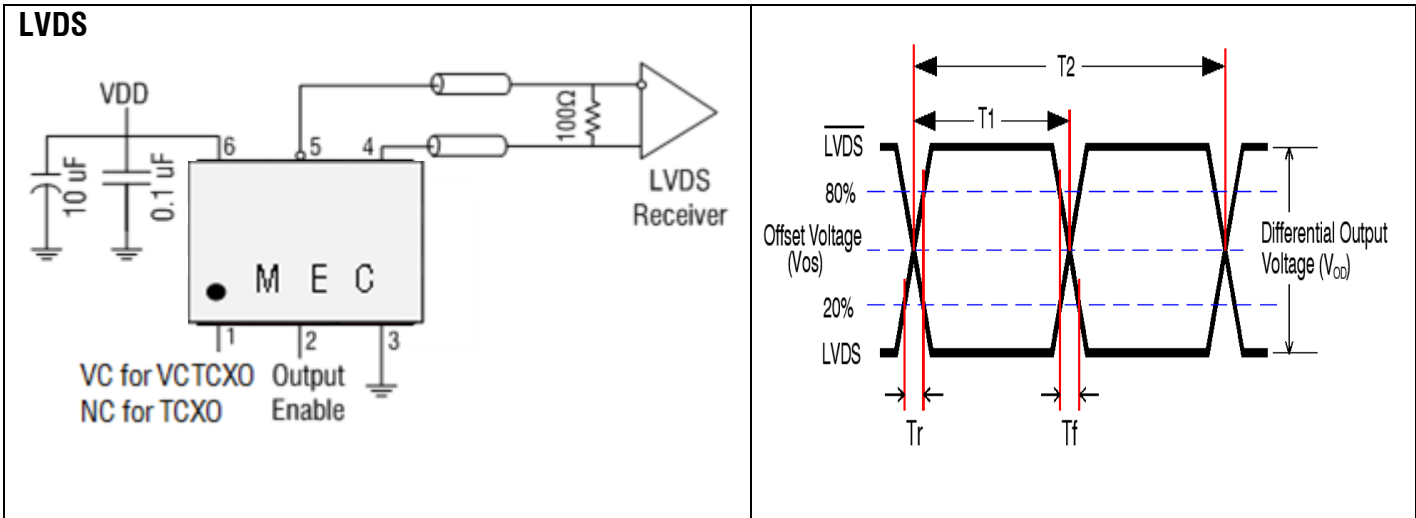 LVDS
VDD
10 uF
0.1 uF
6
5
4
100Ω
LVDS
Receiver
M E C
1
2
3
VC for VCTCXO
NC for TCXO
Output
Enable
T2
T1
LVDS
80%
Offset Voltage
(Vos)
20%
LVDS
Differential Output
Voltage (VOD)
Tr
Tf